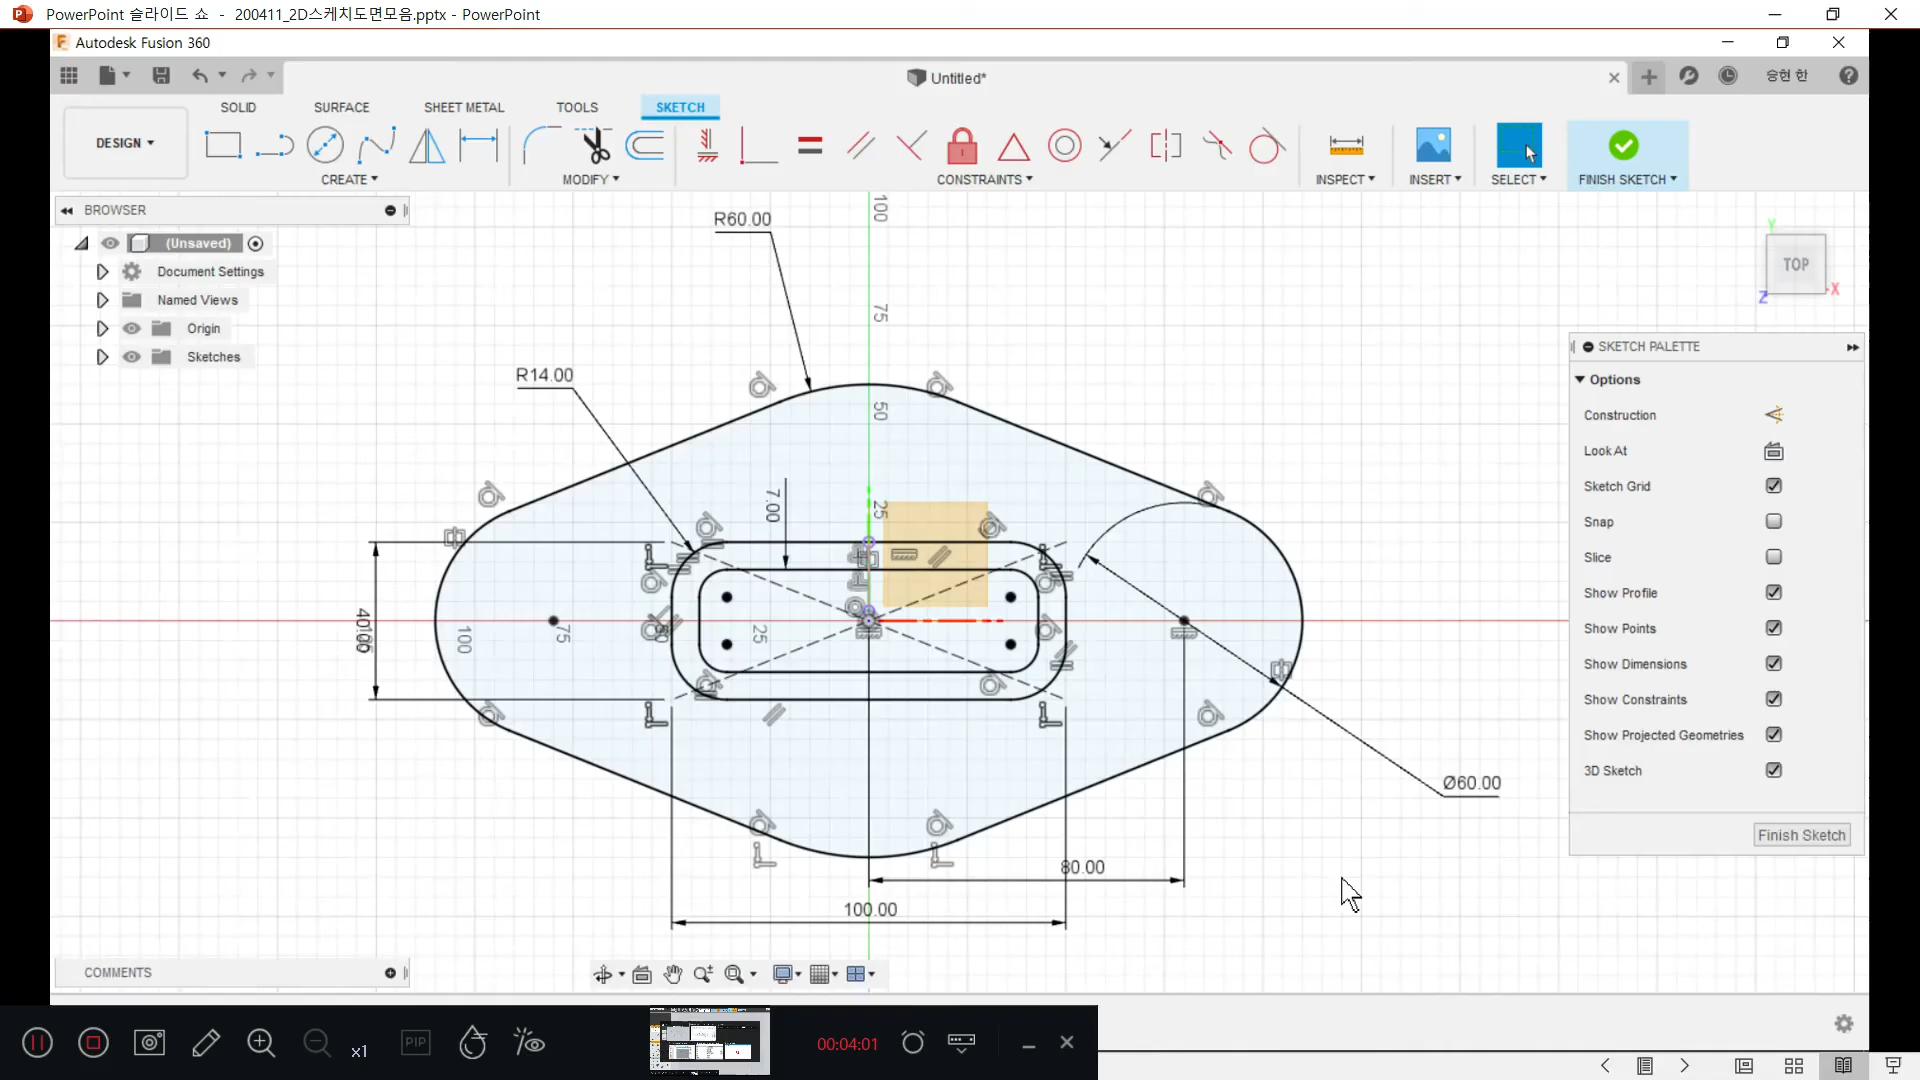 PowerPoint 슬라이드 쇼 - 200411_2D스케치도면모음.pptx - PowerPoint
Autodesk Fusion 360
Untitled*
승현 한
SOLID SURFACE SHEET METAL TOOLS SKETCH
DESIGN
CREATE MODIFY CONSTRAINTS INSPECT INSERT SELECT FINISH SKETCH
BROWSER
(Unsaved)
Document Settings
Named Views
Origin
Sketches
TOP
Y
X
Z
SKETCH PALETTE
Options
Construction
Look At
Sketch Grid
Snap
Slice
Show Profile
Show Points
Show Dimensions
Show Constraints
Show Projected Geometries
3D Sketch
Finish Sketch
R60.00
100
75
R14.00
50
7.00
25
40.00
100
75
50
25
Ø60.00
80.00
100.00
COMMENTS
x1
PIP
00:04:01